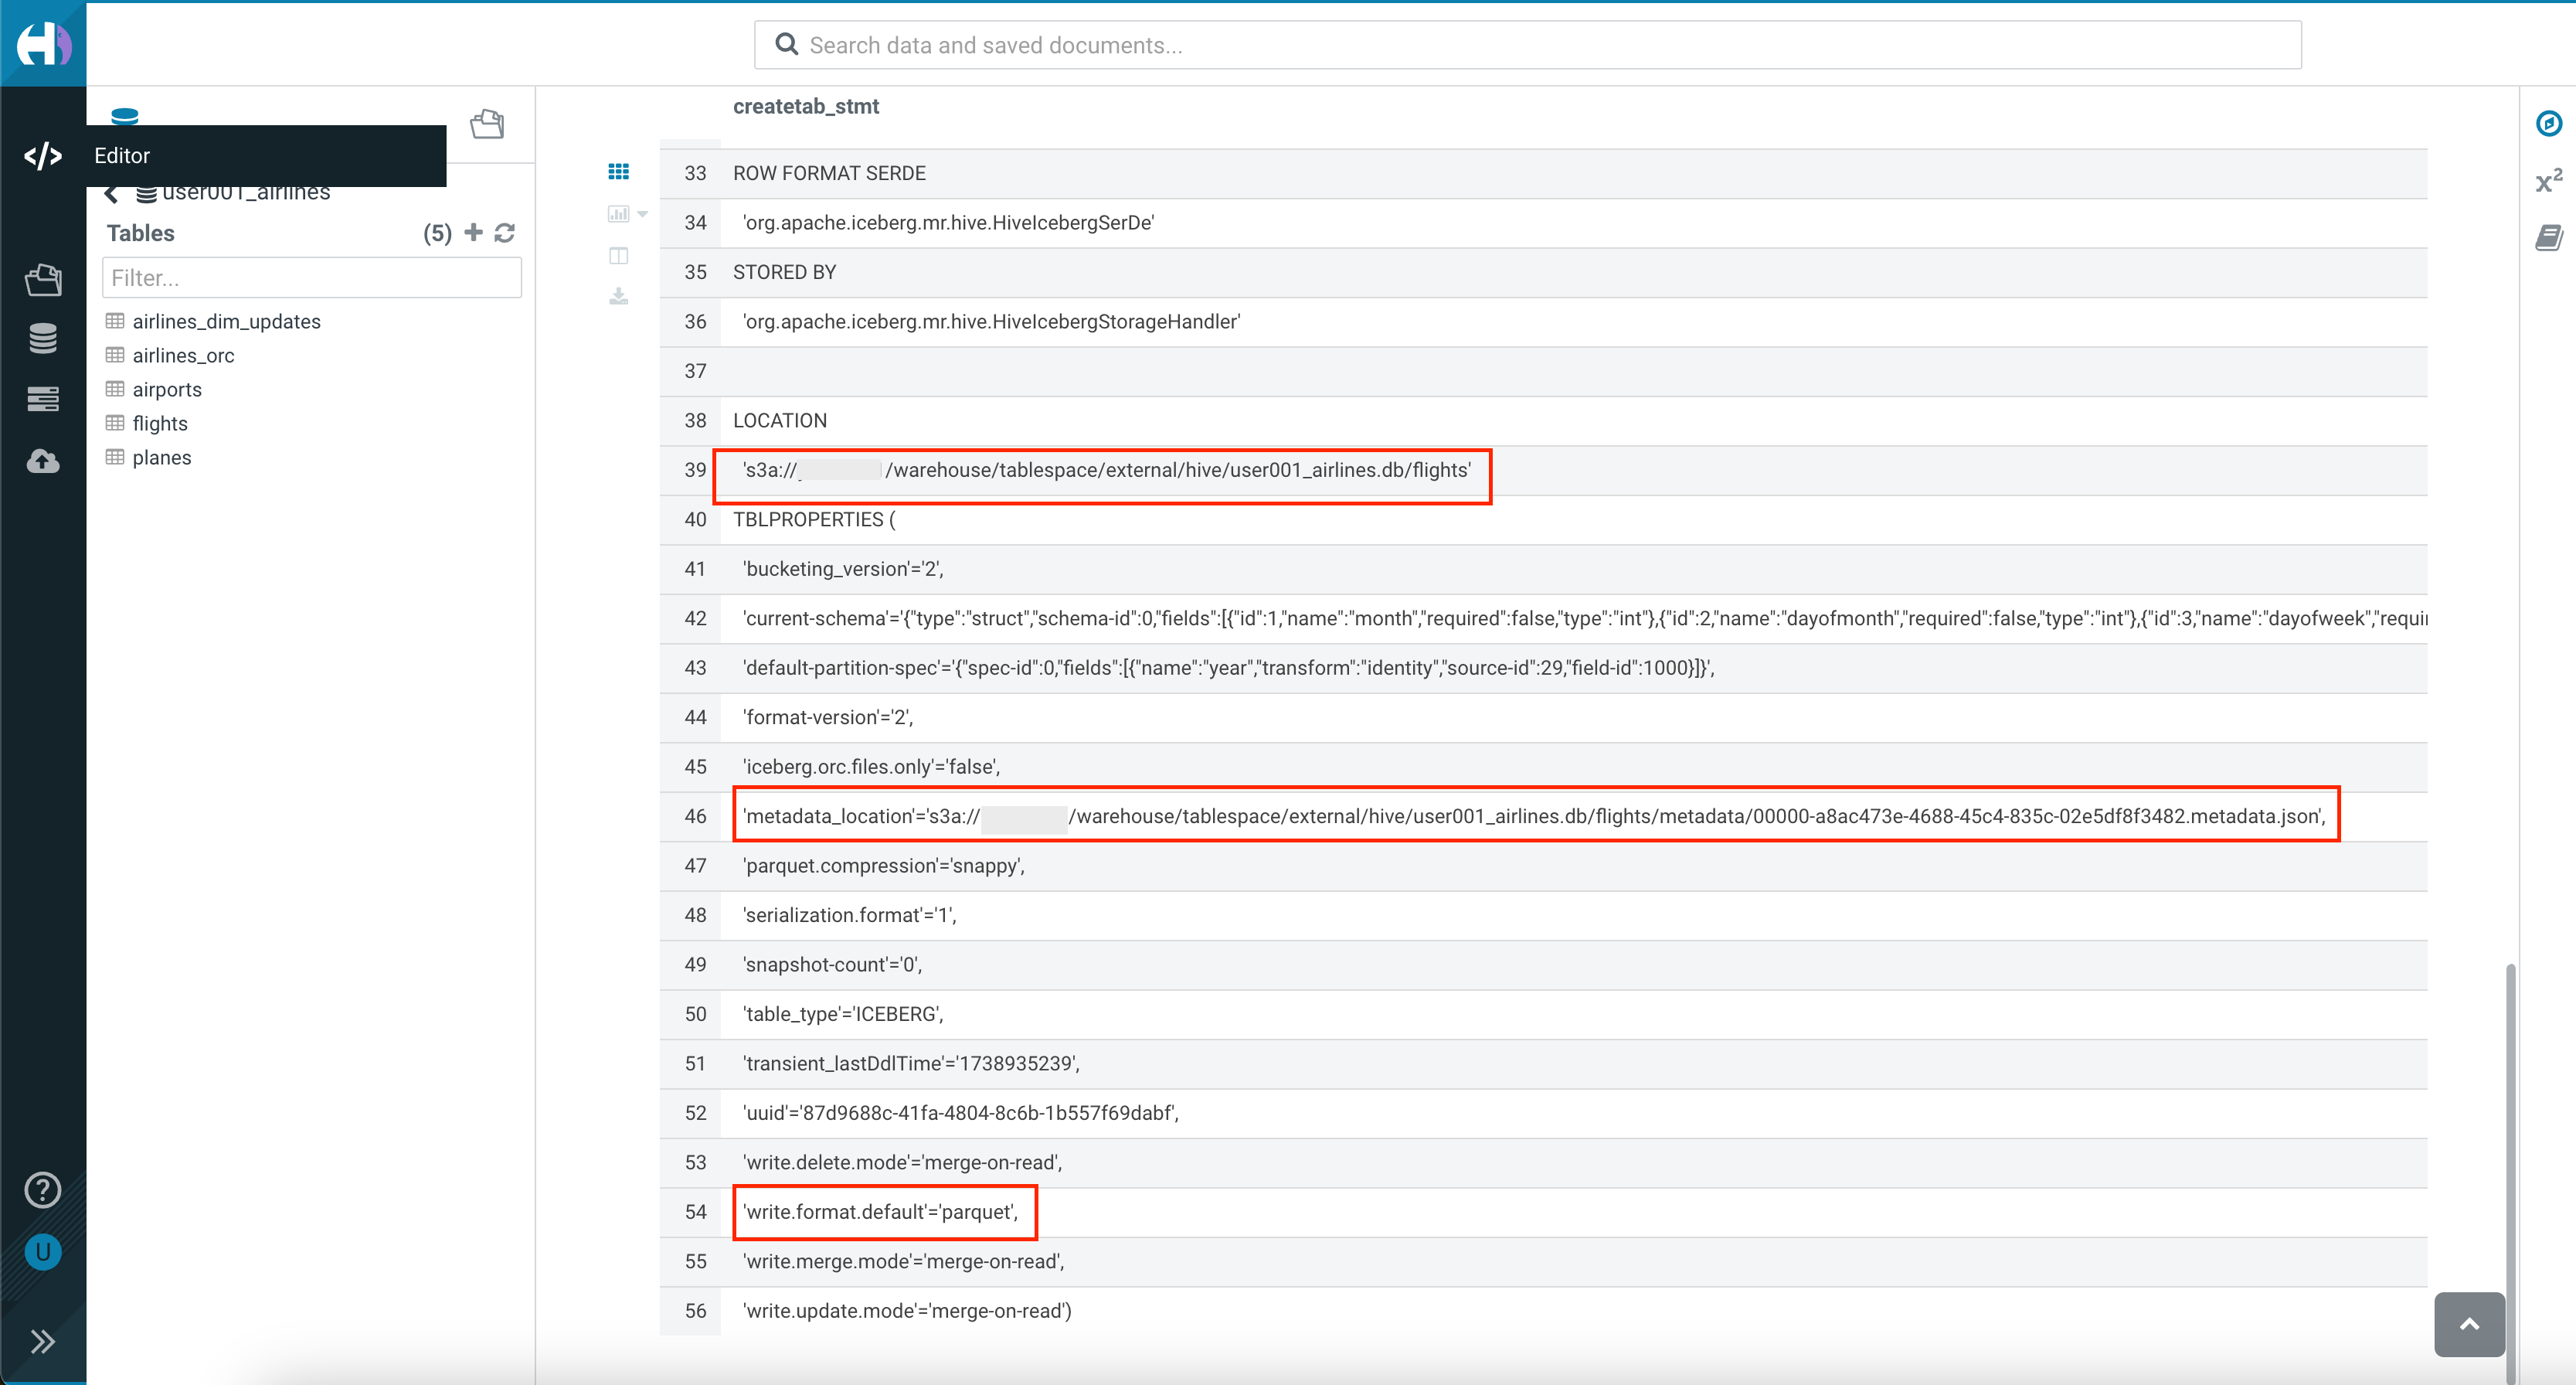 Search data and saved documents...
Editor
user001_airlines
Tables (5)
Filter...
airlines_dim_updates
airlines_orc
airports
flights
planes
U
createtab_stmt
33 ROW FORMAT SERDE
34 'org.apache.iceberg.mr.hive.HiveIcebergSerDe'
35 STORED BY
36 'org.apache.iceberg.mr.hive.HiveIcebergStorageHandler'
37
38 LOCATION
39 's3a:// /warehouse/tablespace/external/hive/user001_airlines.db/flights'
40 TBLPROPERTIES (
41 'bucketing_version'='2',
42 'current-schema'='{"type":"struct","schema-id":0,"fields":[{"id":1,"name":"month","required":false,"type":"int"},{"id":2,"name":"dayofmonth","required":false,"type":"int"},{"id":3,"name":"dayofweek","requi
43 'default-partition-spec'='{"spec-id":0,"fields":[{"name":"year","transform":"identity","source-id":29,"field-id":1000}]}',
44 'format-version'='2',
45 'iceberg.orc.files.only'='false',
46 'metadata_location'='s3a:// /warehouse/tablespace/external/hive/user001_airlines.db/flights/metadata/00000-a8ac473e-4688-45c4-835c-02e5df8f3482.metadata.json',
47 'parquet.compression'='snappy',
48 'serialization.format'='1',
49 'snapshot-count'='0',
50 'table_type'='ICEBERG',
51 'transient_lastDdlTime'='1738935239',
52 'uuid'='87d9688c-41fa-4804-8c6b-1b557f69dabf',
53 'write.delete.mode'='merge-on-read',
54 'write.format.default'='parquet',
55 'write.merge.mode'='merge-on-read',
56 'write.update.mode'='merge-on-read')
x²